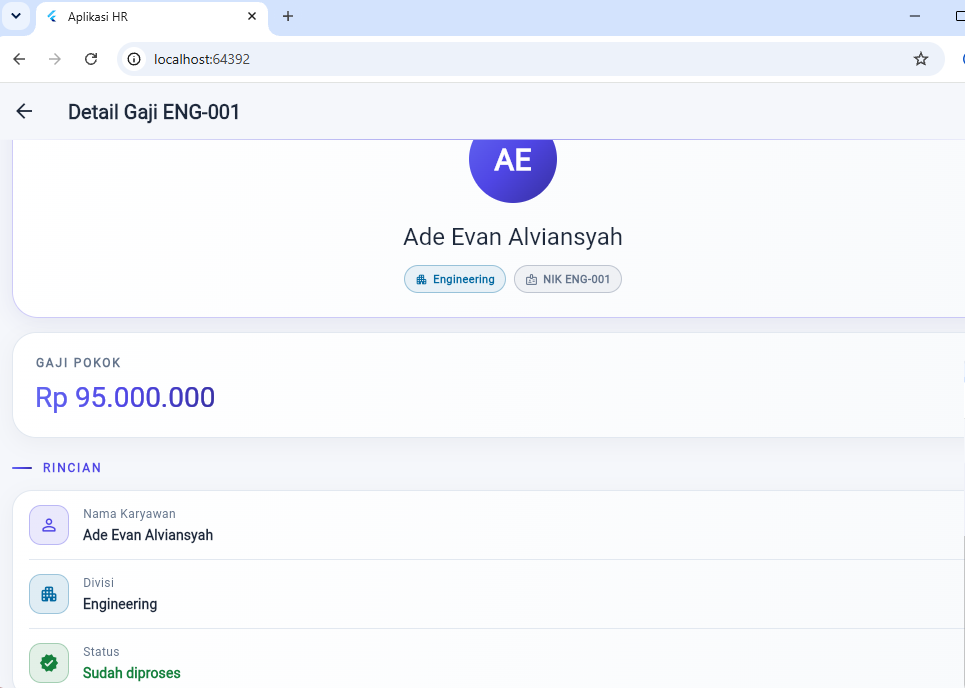 Aplikasi HR
localhost:64392
Detail Gaji ENG-001
AE
Ade Evan Alviansyah
Engineering
NIK ENG-001
GAJI POKOK
Rp 95.000.000
RINCIAN
Nama Karyawan
Ade Evan Alviansyah
Divisi
Engineering
Status
Sudah diproses